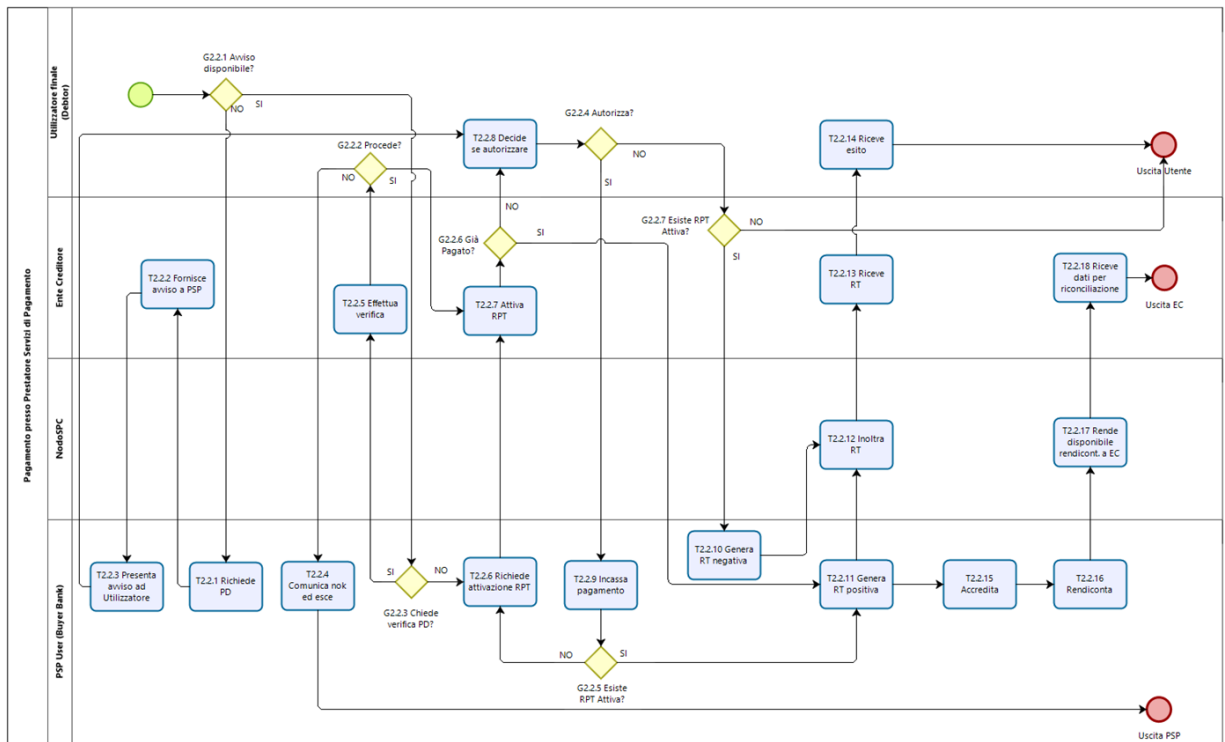 Pagamento presso Prestatore Servizi di Pagamento
Utilizzatore finale
(Debtor)
G2.2.1 Avviso
disponibile?
NO
SI
G2.2.2 Procede?
NO
SI
T2.2.8 Decide
se autorizzare
G2.2.4 Autorizza?
NO
SI
T2.2.14 Riceve
esito
Uscita Utente
Ente Creditore
T2.2.2 Fornisce
avviso a PSP
T2.2.5 Effettua
verifica
G2.2.6 Già
Pagato?
NO
SI
T2.2.7 Attiva
RPT
G2.2.7 Esiste RPT
Attiva?
NO
SI
T2.2.13 Riceve
RT
T2.2.18 Riceve
dati per
riconciliazione
Uscita EC
NodoSPC
T2.2.12 Inoltra
RT
T2.2.17 Rende
disponibile
rendicont. a EC
PSP User (Buyer Bank)
T2.2.3 Presenta
avviso ad
Utilizzatore
T2.2.1 Richiede
PD
T2.2.4
Comunica nok
ed esce
SI
NO
G2.2.3 Chiede
verifica PD?
T2.2.6 Richiede
attivazione RPT
T2.2.9 Incassa
pagamento
NO
SI
G2.2.5 Esiste
RPT Attiva?
T2.2.10 Genera
RT negativa
T2.2.11 Genera
RT positiva
T2.2.15
Accredita
T2.2.16
Rendiconta
Uscita PSP